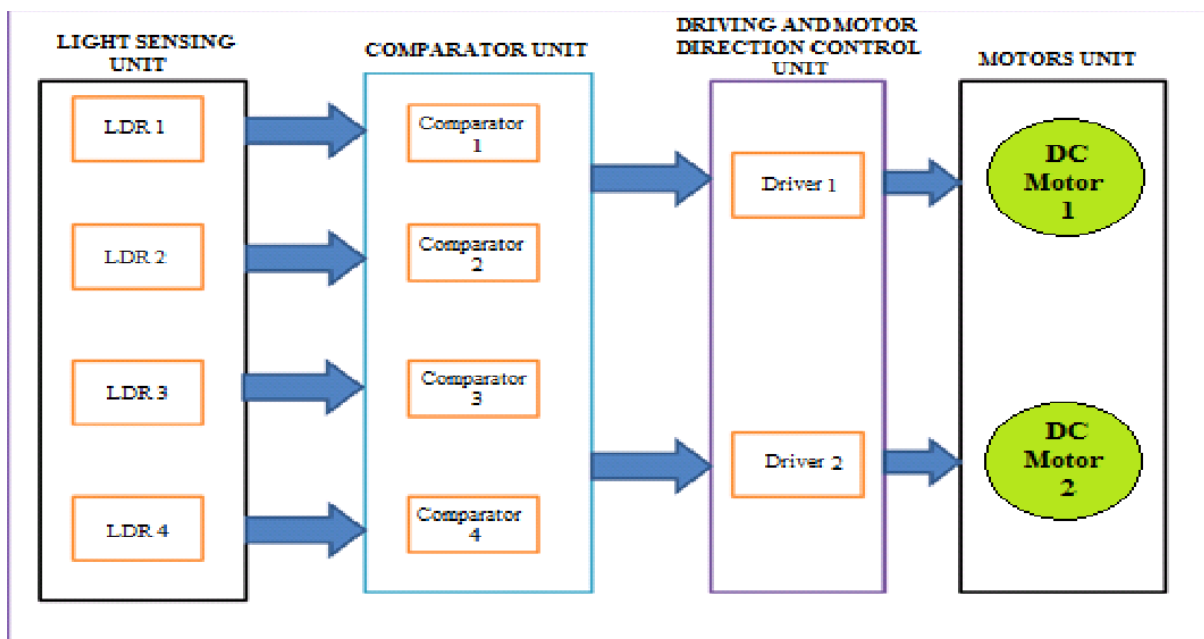 LIGHT SENSING
UNIT
LDR 1
LDR 2
LDR 3
LDR 4
COMPARATOR UNIT
Comparator
1
Comparator
2
Comparator
3
Comparator
4
DRIVING AND MOTOR
DIRECTION CONTROL
UNIT
Driver 1
Driver 2
MOTORS UNIT
DC
Motor
1
DC
Motor
2